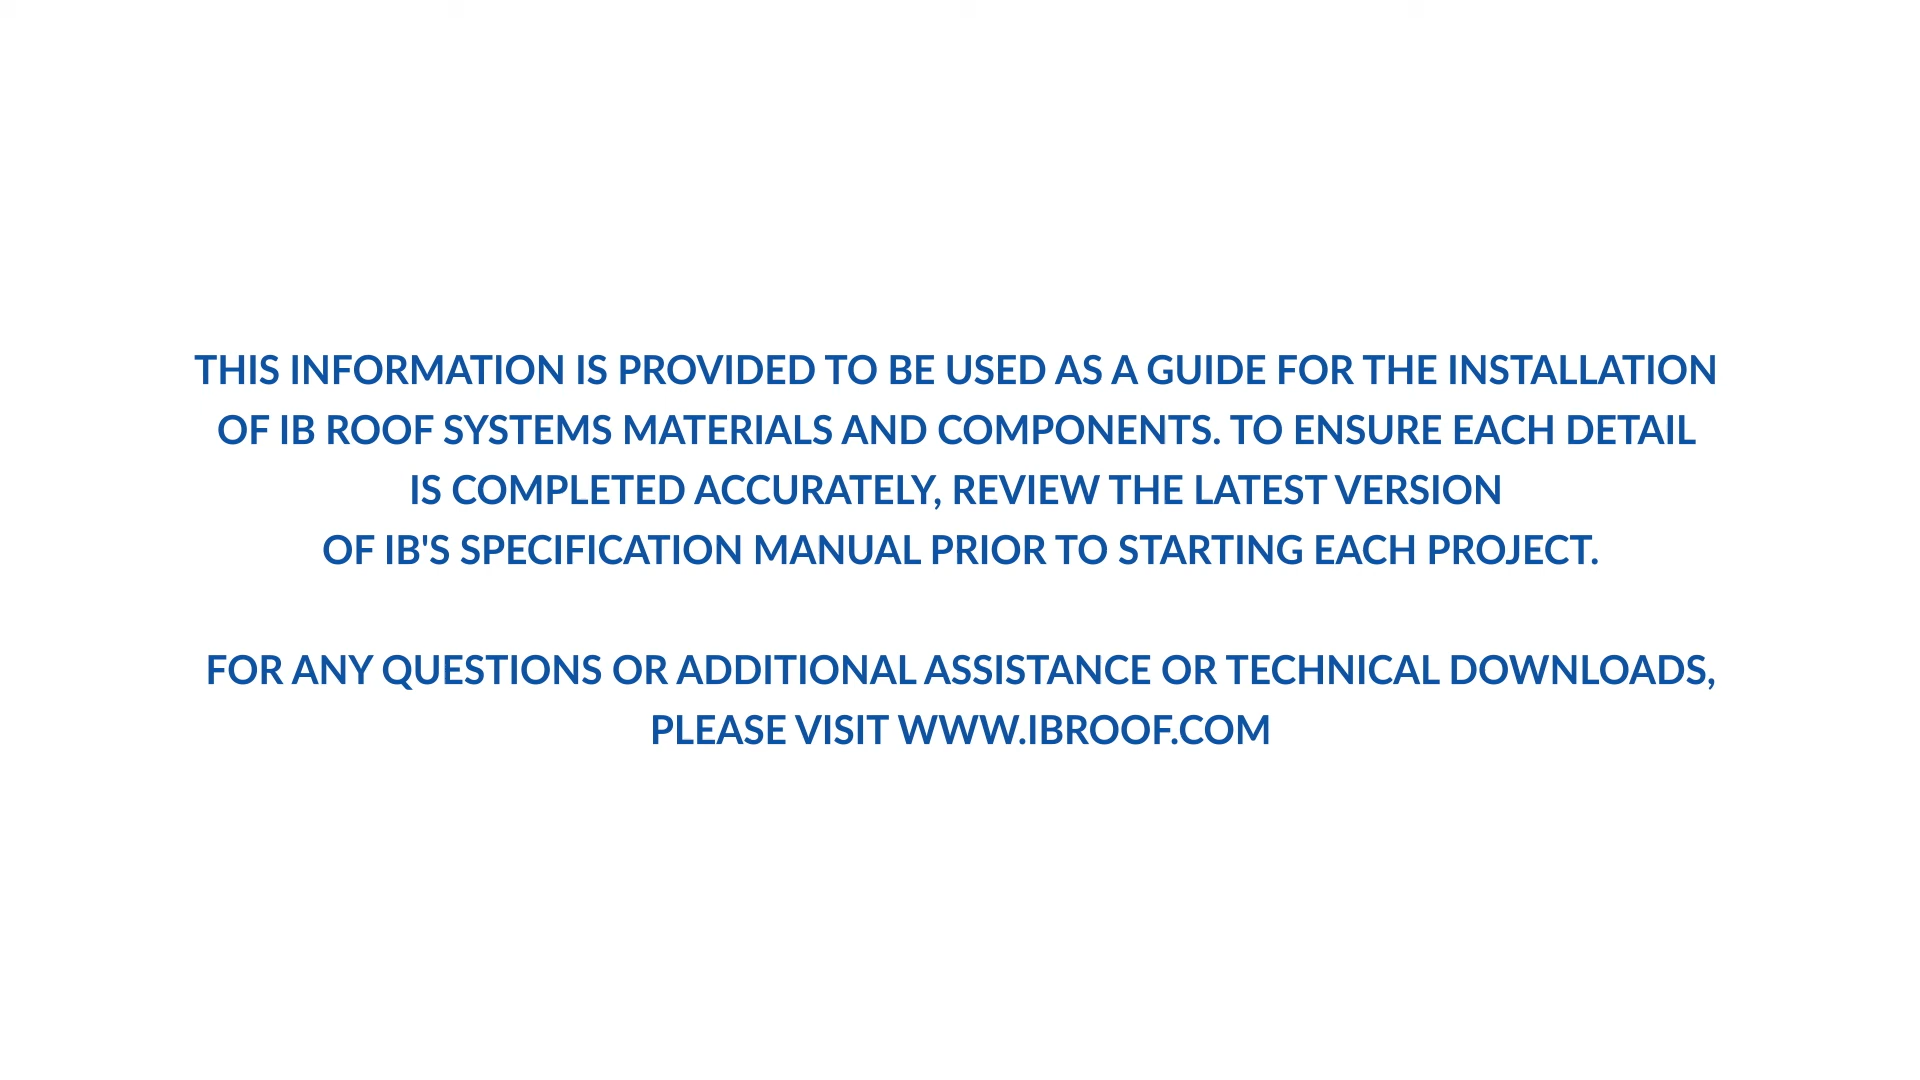 THIS INFORMATION IS PROVIDED TO BE USED AS A GUIDE FOR THE INSTALLATION
OF IB ROOF SYSTEMS MATERIALS AND COMPONENTS. TO ENSURE EACH DETAIL
IS COMPLETED ACCURATELY, REVIEW THE LATEST VERSION
OF IB'S SPECIFICATION MANUAL PRIOR TO STARTING EACH PROJECT.
FOR ANY QUESTIONS OR ADDITIONAL ASSISTANCE OR TECHNICAL DOWNLOADS,
PLEASE VISIT WWW.IBROOF.COM